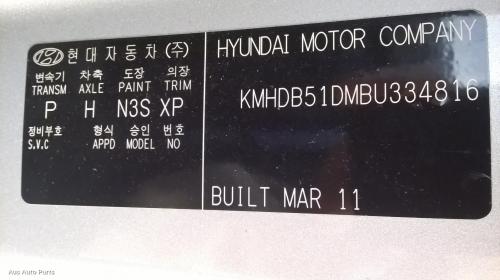 현대자동차(주)
변속기 차축 도장 의장
TRANSM AXLE PAINT TRIM
P H N3S XP
정비부호 형식 승인 번호
S.V.C APPD MODEL NO
HYUNDAI MOTOR COMPANY
KMHDB51DMBU334816
BUILT MAR 11
Aus Auto Parts